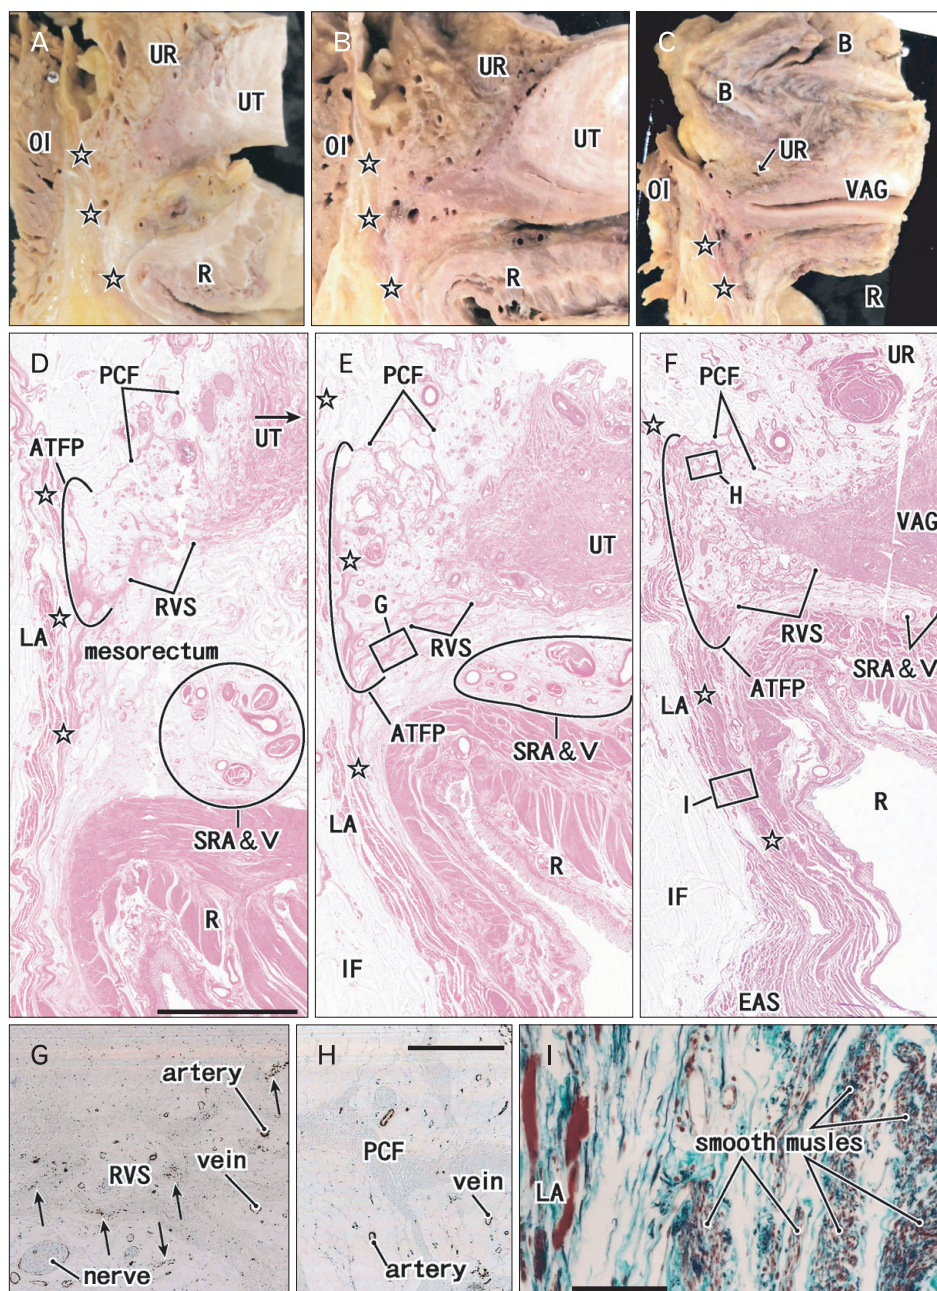 A
UR
UT
OI
R
B
UR
UT
OI
R
C
B
B
UR
OI
VAG
R
D
PCF
UT
ATFP
LA
RVS
mesorectum
SRA & V
R
E
PCF
UT
G
RVS
ATFP
SRA & V
LA
R
IF
F
UR
PCF
H
VAG
RVS
SRA & V
LA
ATFP
I
R
IF
EAS
G
artery
RVS
vein
nerve
H
PCF
vein
artery
I
smooth musles
LA